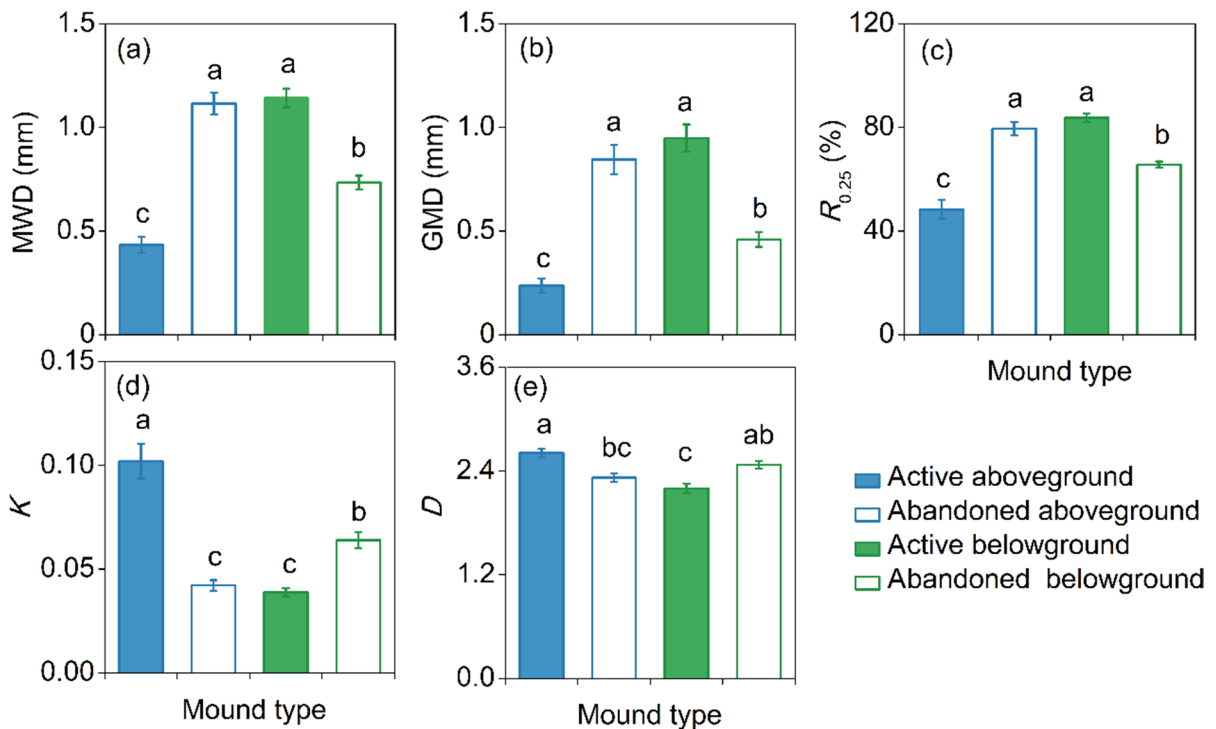 1.5
1.0
0.5
0
MWD (mm)
(a)
c
a
a
b
1.5
1.0
0.5
0
GMD (mm)
(b)
c
a
a
b
120
80
40
0
R0.25 (%)
(c)
c
a
a
b
Mound type
0.15
0.10
0.05
0.00
K
(d)
a
c
c
b
Mound type
3.6
2.4
1.2
0.0
D
(e)
a
bc
c
ab
Mound type
Active aboveground
Abandoned aboveground
Active belowground
Abandoned belowground